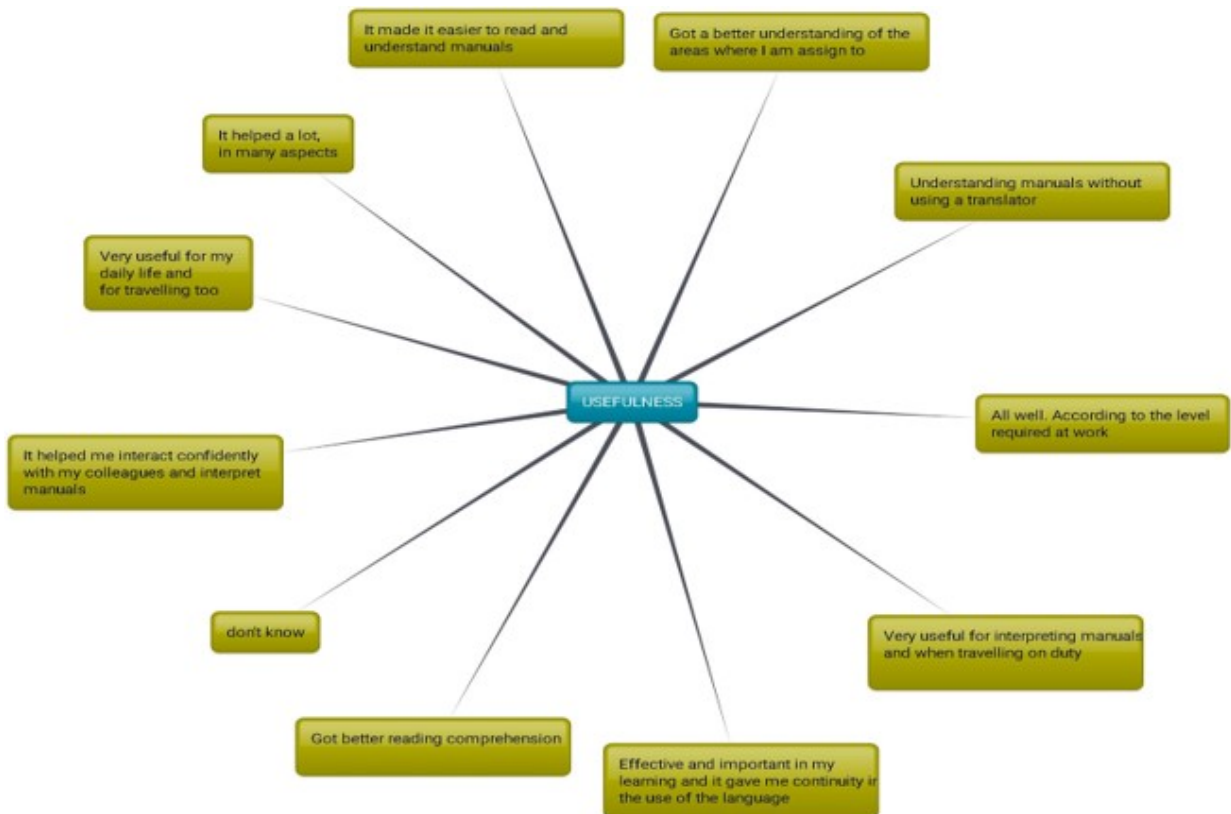 It made it easier to read and
understand manuals
Got a better understanding of the
areas where I am assign to
It helped a lot,
in many aspects
Understanding manuals without
using a translator
Very useful for my
daily life and
for travelling too
USEFULNESS
All well. According to the level
required at work
It helped me interact confidently
with my colleagues and interpret
manuals
don't know
Very useful for interpreting manuals
and when travelling on duty
Got better reading comprehension
Effective and important in my
learning and it gave me continuity in
the use of the language